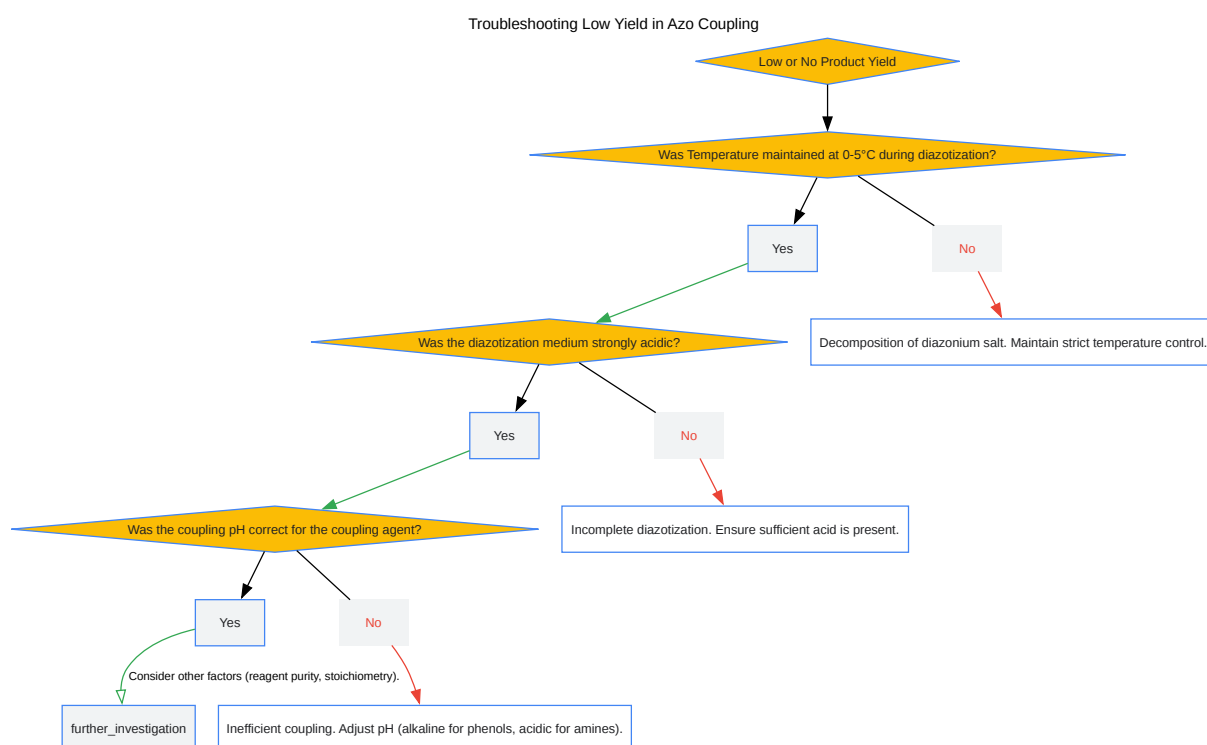 Troubleshooting Low Yield in Azo Coupling
Low or No Product Yield
Was Temperature maintained at 0-5°C during diazotization?
Yes
No
Decomposition of diazonium salt. Maintain strict temperature control.
Was the diazotization medium strongly acidic?
Yes
No
Incomplete diazotization. Ensure sufficient acid is present.
Was the coupling pH correct for the coupling agent?
Yes
No
Consider other factors (reagent purity, stoichiometry).
further_investigation
Inefficient coupling. Adjust pH (alkaline for phenols, acidic for amines).